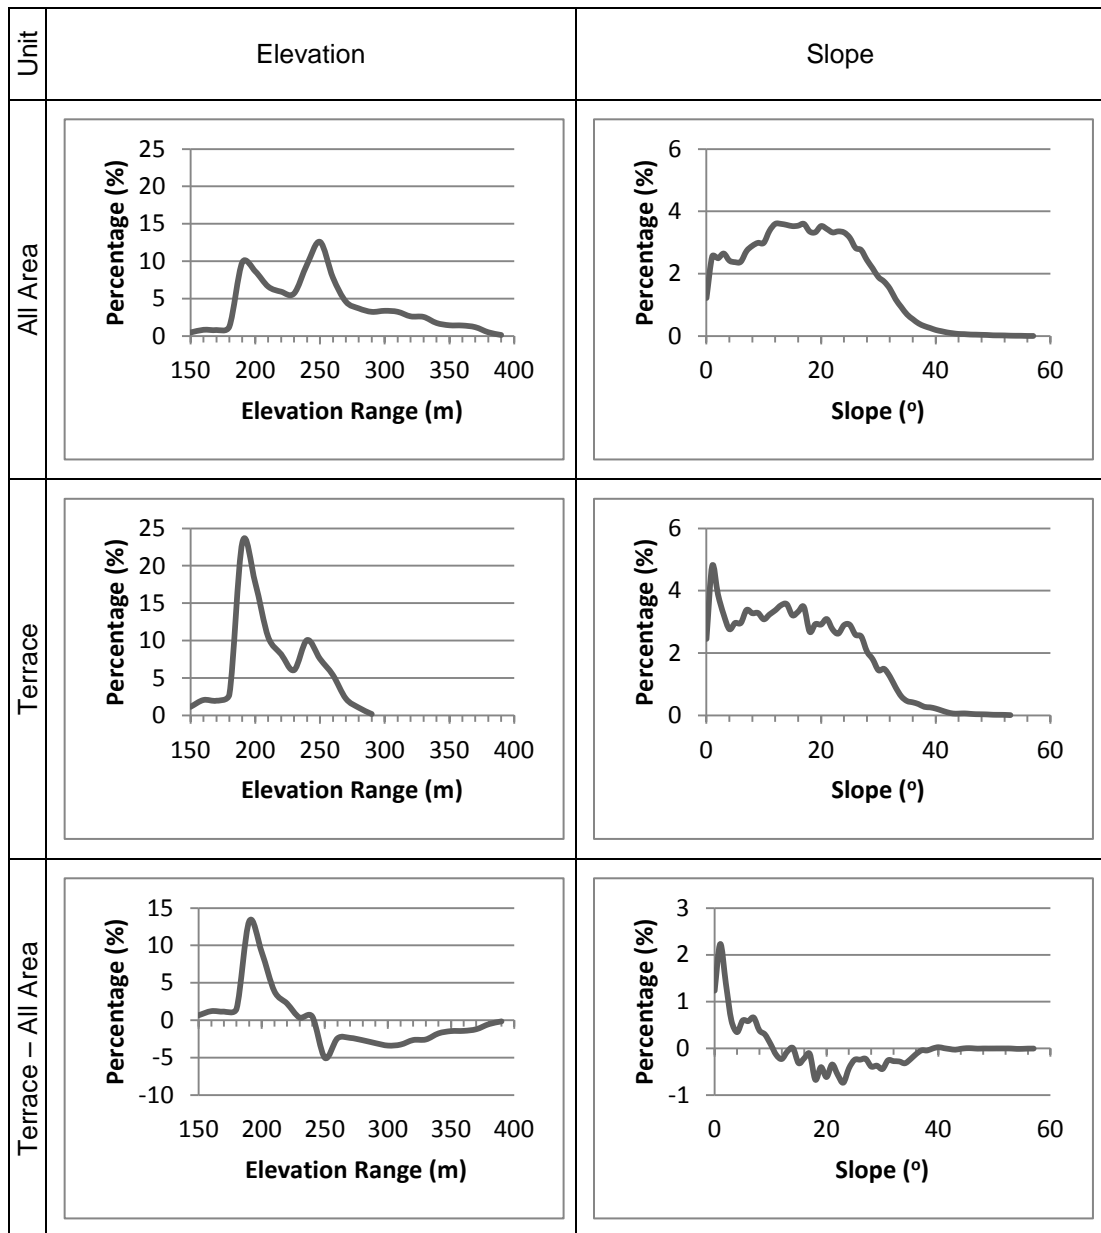 Unit
Elevation
Slope
All Area
Percentage (%)
25
20
15
10
5
0
150 200 250 300 350 400
Elevation Range (m)
Percentage (%)
6
4
2
0
0 20 40 60
Slope (º)
Terrace
Percentage (%)
25
20
15
10
5
0
150 200 250 300 350 400
Elevation Range (m)
Percentage (%)
6
4
2
0
0 20 40 60
Slope (º)
Terrace – All Area
Percentage (%)
15
10
5
0
-5
-10
150 200 250 300 350 400
Elevation Range (m)
Percentage (%)
3
2
1
0
-1
0 20 40 60
Slope (º)